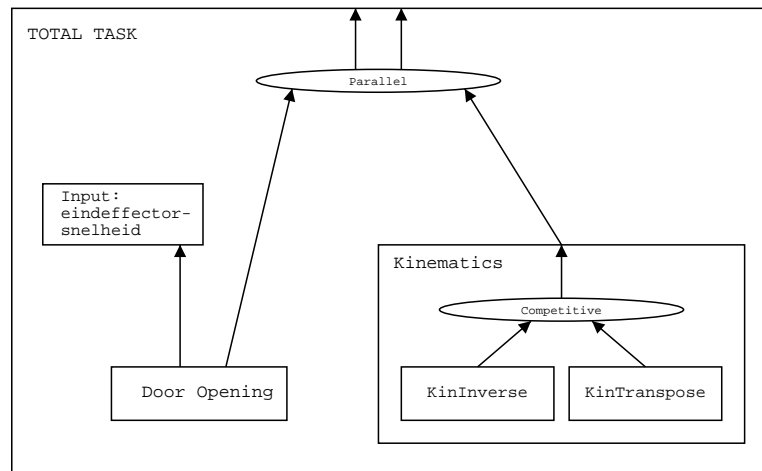 TOTAL TASK
Parallel
Input:
eindeffector-
snelheid
Kinematics
Competitive
Door Opening
KinInverse
KinTranspose